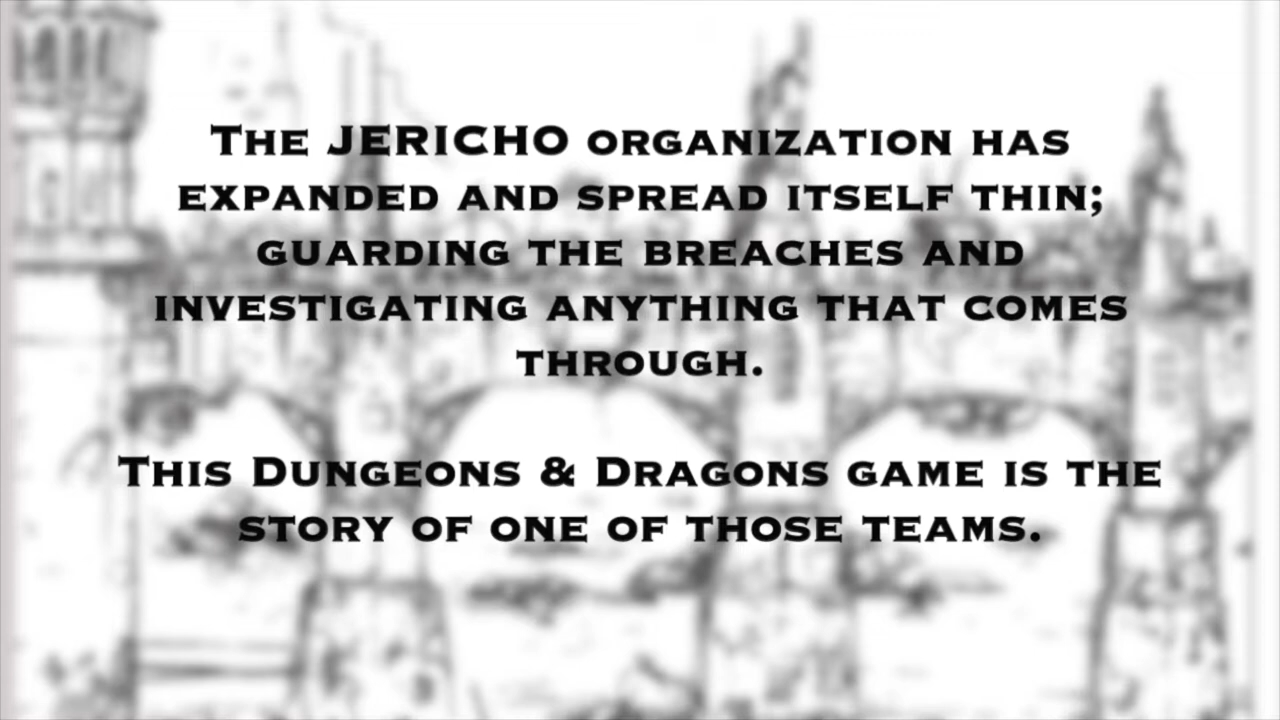 The JERICHO organization has
expanded and spread itself thin;
guarding the breaches and
investigating anything that comes
through.
This Dungeons & Dragons game is the
story of one of those teams.